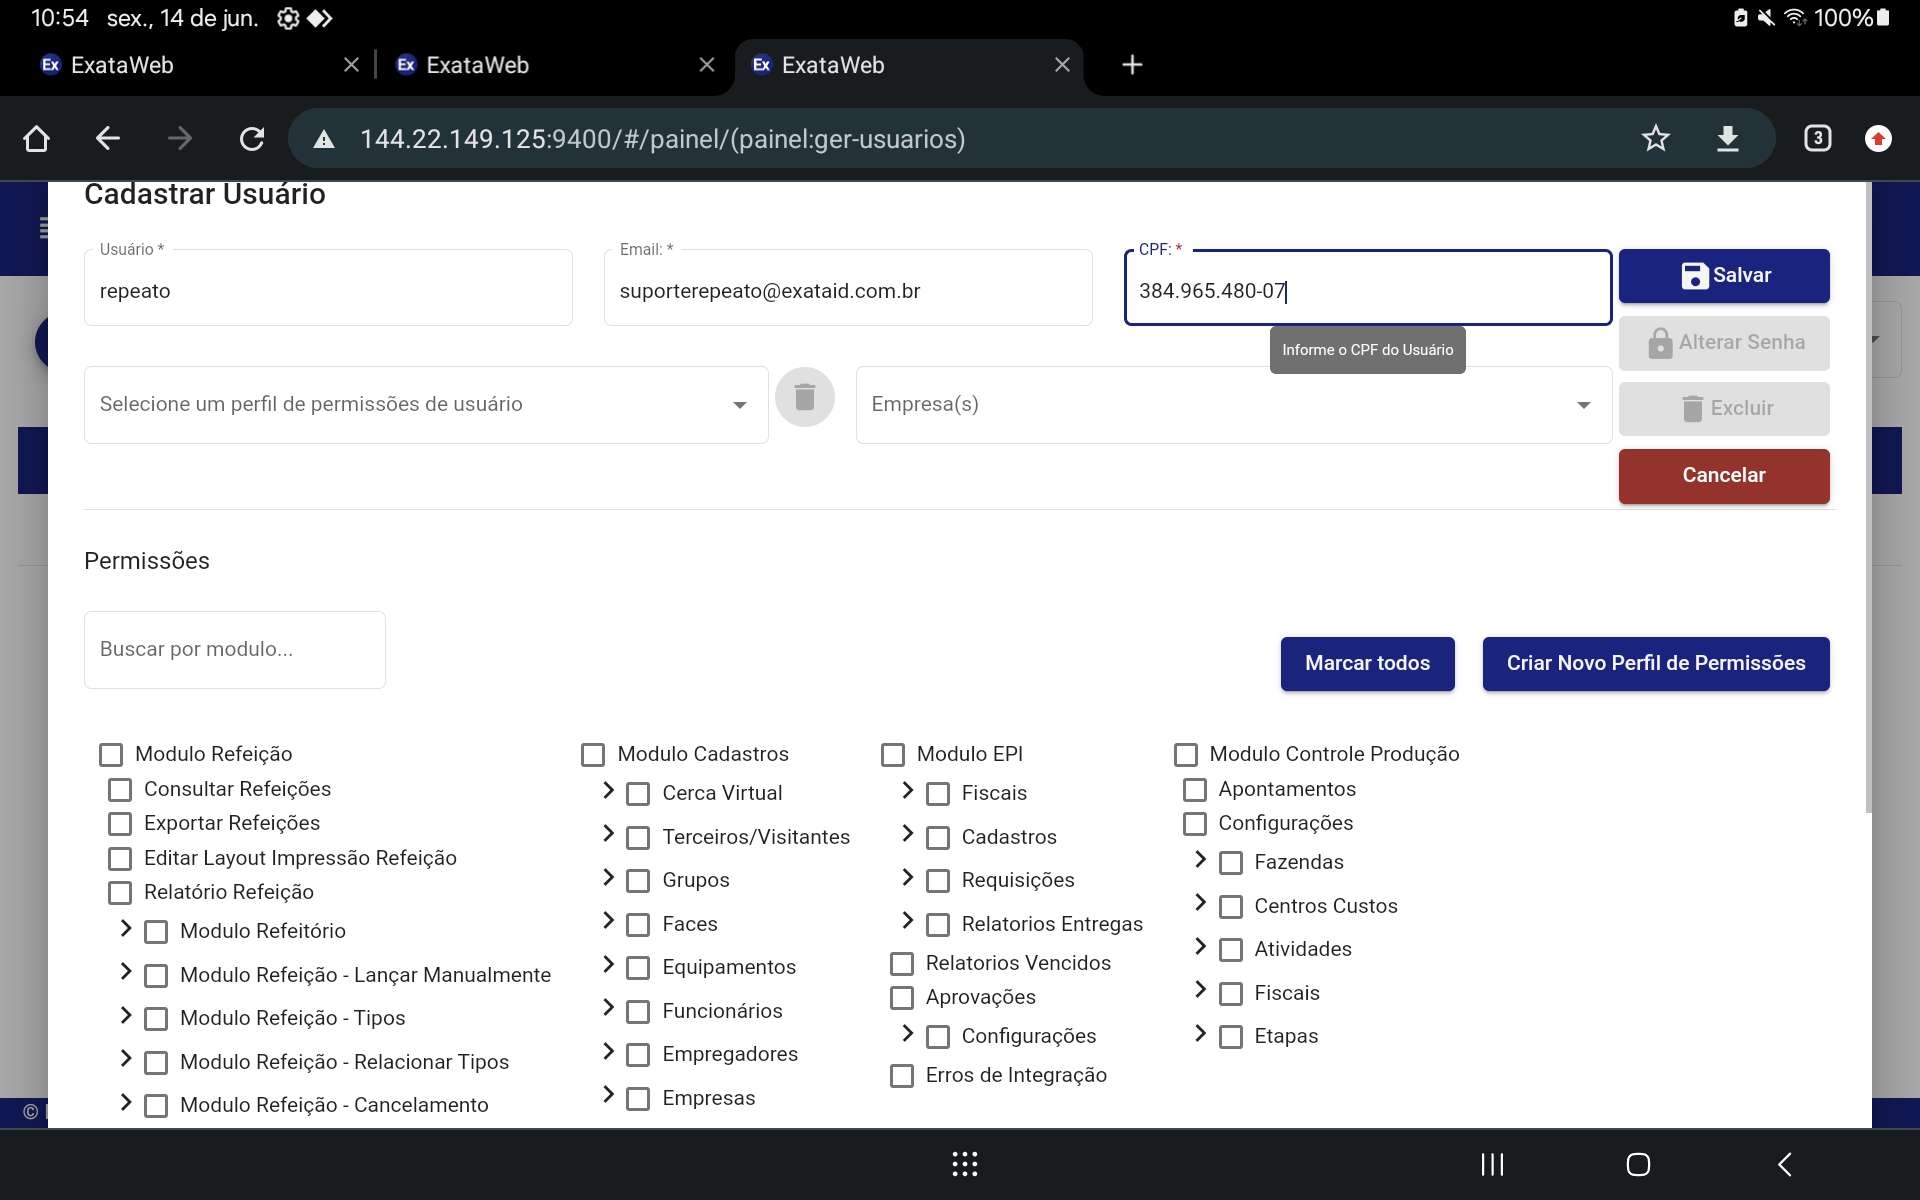 10:54 sex., 14 de jun. 100%
Ex ExataWeb Ex ExataWeb Ex ExataWeb
144.22.149.125:9400/#/painel/(painel:ger-usuarios) 3
Cadastrar Usuário
Usuário * Email: * CPF: *
repeato suporterepeato@exataid.com.br 384.965.480-07 Salvar
Informe o CPF do Usuário Alterar Senha
Selecione um perfil de permissões de usuário Empresa(s) Excluir
Cancelar
Permissões
Buscar por modulo... Marcar todos Criar Novo Perfil de Permissões
Modulo Refeição
Consultar Refeições
Exportar Refeições
Editar Layout Impressão Refeição
Relatório Refeição
Modulo Refeitório
Modulo Refeição - Lançar Manualmente
Modulo Refeição - Tipos
Modulo Refeição - Relacionar Tipos
Modulo Refeição - Cancelamento
Modulo Cadastros
Cerca Virtual
Terceiros/Visitantes
Grupos
Faces
Equipamentos
Funcionários
Empregadores
Empresas
Modulo EPI
Fiscais
Cadastros
Requisições
Relatorios Entregas
Relatorios Vencidos
Aprovações
Configurações
Erros de Integração
Modulo Controle Produção
Apontamentos
Configurações
Fazendas
Centros Custos
Atividades
Fiscais
Etapas
©